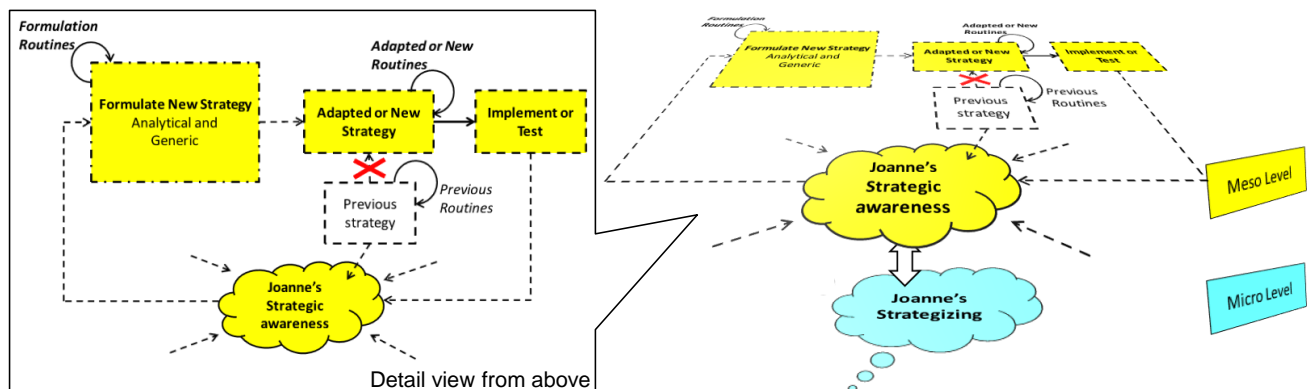 Formulation
Routines
Formulate New Strategy
Analytical and
Generic
Adapted or New
Routines
Adapted or New
Strategy
Implement or
Test
Previous
strategy
Previous
Routines
Joanne's
Strategic
awareness
Detail view from above
Formulation
Routines
Formulate New Strategy
Analytical and
Generic
Adapted or New
Routines
Adapted or New
Strategy
Implement or
Test
Previous
strategy
Previous
Routines
Joanne's
Strategic
awareness
Meso Level
Joanne's
Strategizing
Micro Level